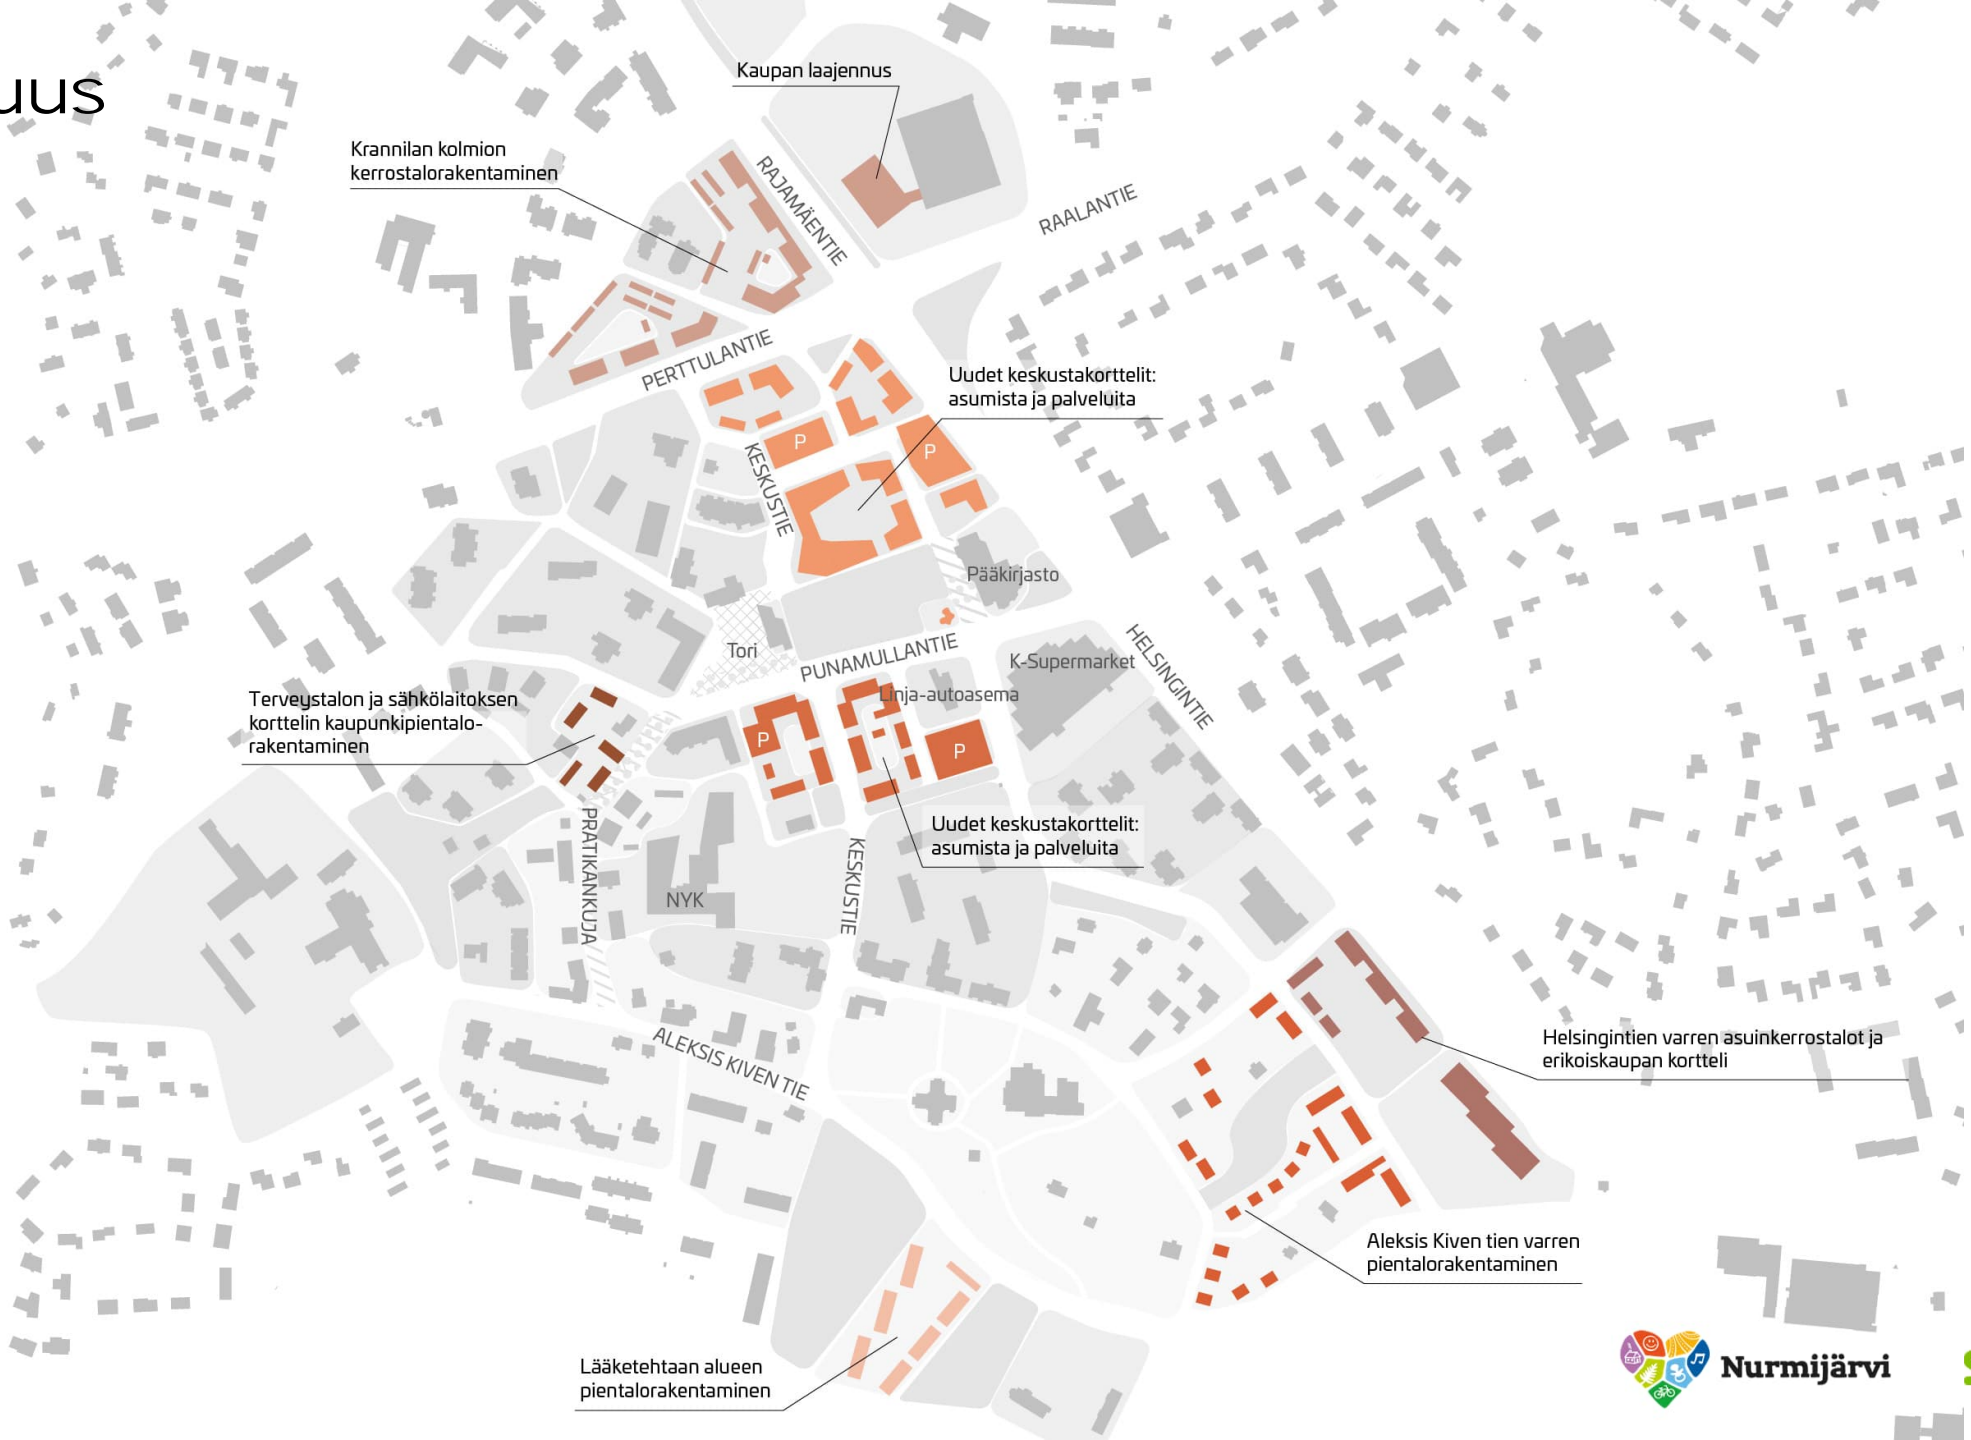 Kaupan laajennus
Krannilan kolmion
kerrostalorakentaminen
RAJAMÄENTIE
RAALANTIE
PERTTULANTIE
Uudet keskustakorttelit:
asumista ja palveluita
P
P
KESKUSTIE
Pääkirjasto
Tori
PUNAMULLANTIE
K-Supermarket
HELSINGINTIE
Linja-autoasema
Terveystalon ja sähkölaitoksen
korttelin kaupunkipientalo-
rakentaminen
P
P
Uudet keskustakorttelit:
asumista ja palveluita
PRATIKANKUJA
KESKUSTIE
NYK
ALEKSIS KIVEN TIE
Helsingintien varren asuinkerrostalot ja
erikoiskaupan kortteli
Aleksis Kiven tien varren
pientalorakentaminen
Lääketehtaan alueen
pientalorakentaminen
Nurmijärvi